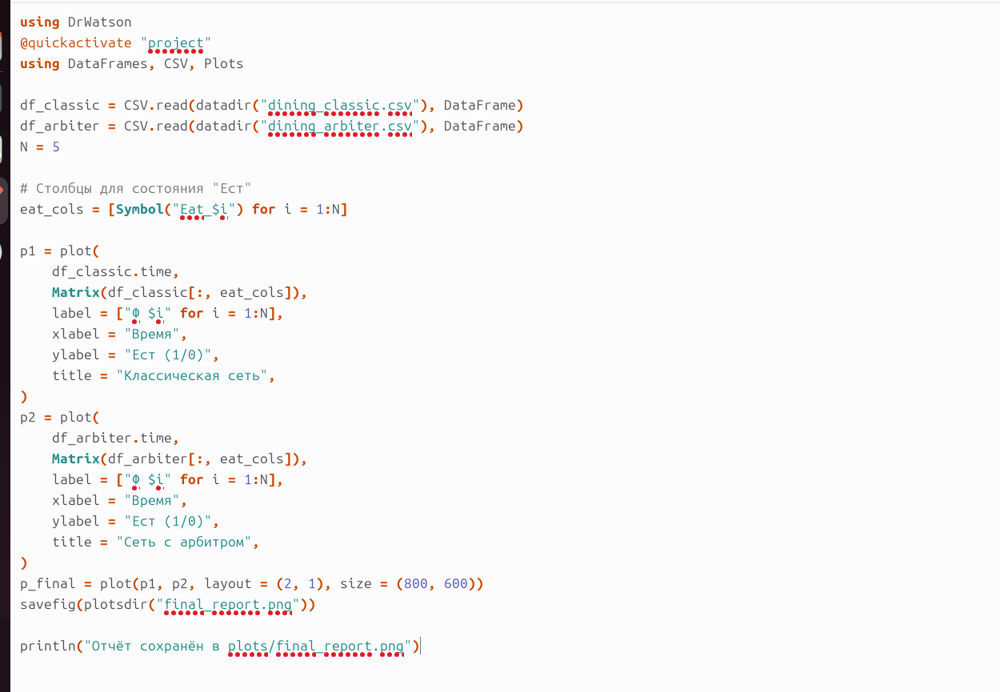 using DrWatson
@quickactivate "project"
using DataFrames, CSV, Plots

df_classic = CSV.read(datadir("dining_classic.csv"), DataFrame)
df_arbiter = CSV.read(datadir("dining_arbiter.csv"), DataFrame)
N = 5

# Столбцы для состояния "Ест"
eat_cols = [Symbol("Eat_$i") for i = 1:N]

p1 = plot(
    df_classic.time,
    Matrix(df_classic[:, eat_cols]),
    label = ["Ф $i" for i = 1:N],
    xlabel = "Время",
    ylabel = "Ест (1/0)",
    title = "Классическая сеть",
)
p2 = plot(
    df_arbiter.time,
    Matrix(df_arbiter[:, eat_cols]),
    label = ["Ф $i" for i = 1:N],
    xlabel = "Время",
    ylabel = "Ест (1/0)",
    title = "Сеть с арбитром",
)
p_final = plot(p1, p2, layout = (2, 1), size = (800, 600))
savefig(plotsdir("final_report.png"))

println("Отчёт сохранён в plots/final_report.png")